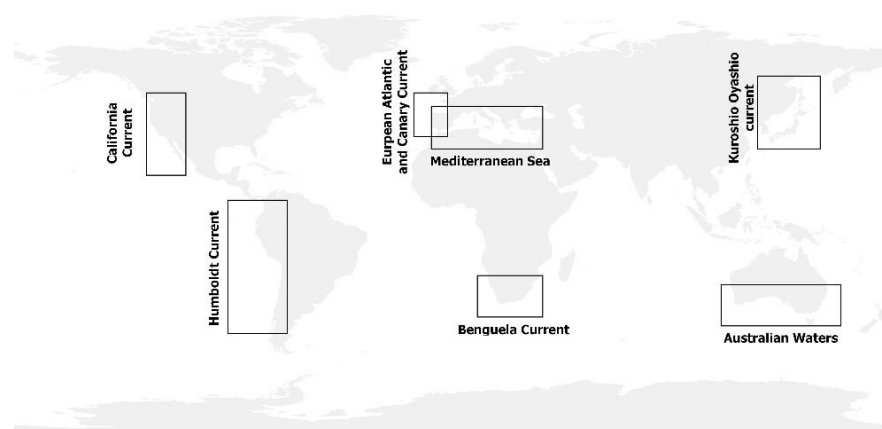 California
Current
Humboldt Current
Eurpean Atlantic
and Canary Current
Mediterranean Sea
Benguela Current
Kuroshio Oyashio
current
Australian Waters